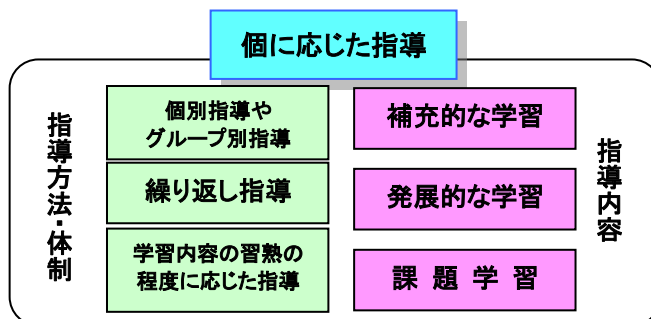 個に応じた指導
指導方法・体制
個別指導や
グループ別指導
繰り返し指導
学習内容の習熟の
程度に応じた指導
補充的な学習
発展的な学習
課題学習
指導内容